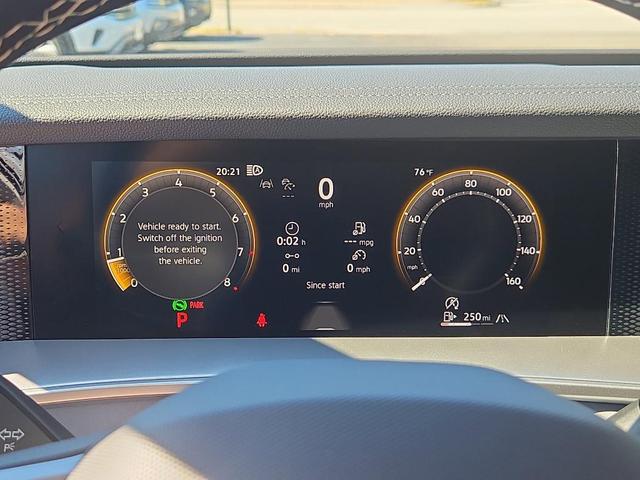 20:21
76 °F
0
mph
0 1 2 3 4 5 6 7 8
1000
Vehicle ready to start.
Switch off the ignition
before exiting
the vehicle.
0:02 h
--- mpg
0 mi
0 mph
Since start
0 20 40 60 80 100 120 140 160
mph
PARK
P
250 mi
P